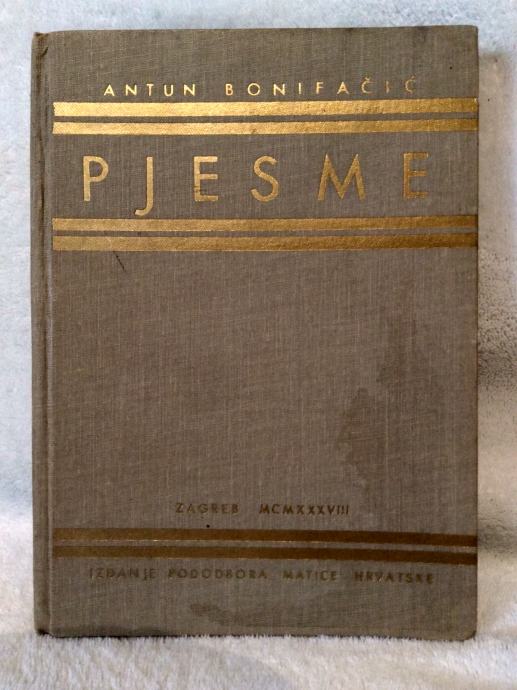 ANTUN BONIFAČIĆ
PJESME
ZAGREB MCMXXXVIII
IZDANJE PODODBORA MATICE HRVATSKE